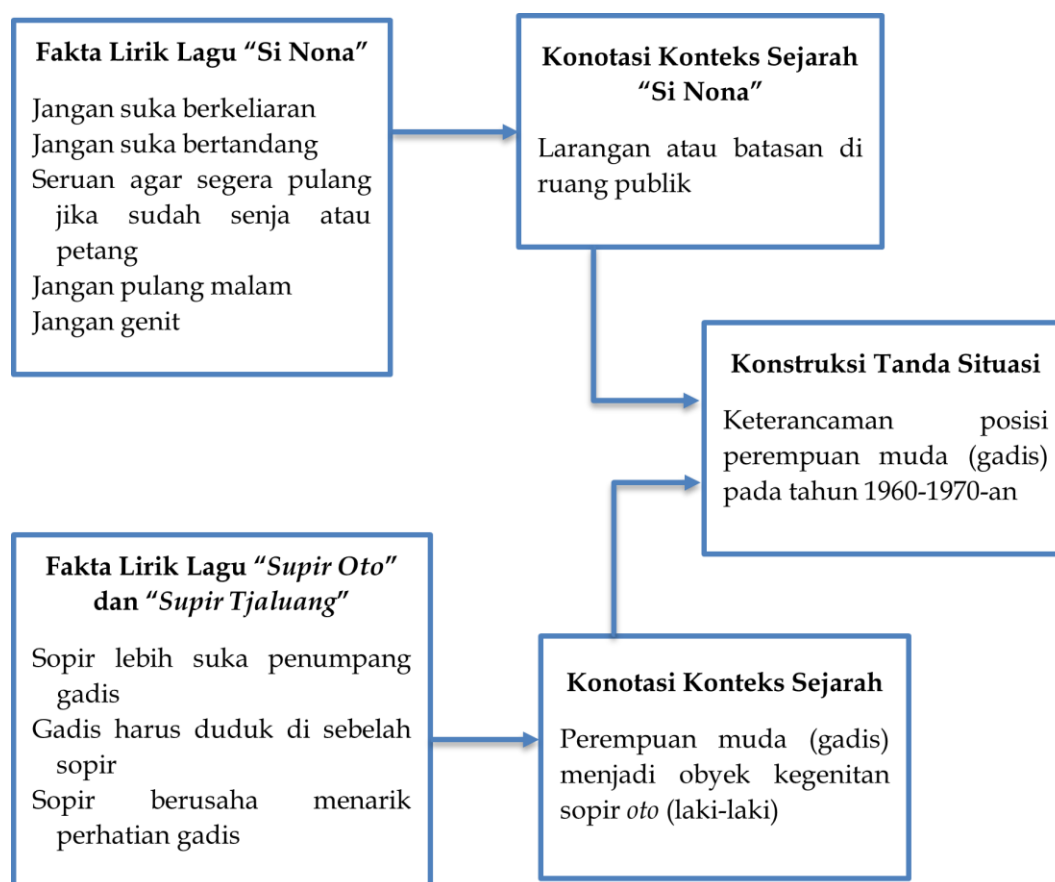 Fakta Lirik Lagu “Si Nona”
Jangan suka berkeliaran
Jangan suka bertandang
Seruan agar segera pulang
jika sudah senja atau
petang
Jangan pulang malam
Jangan genit
Konotasi Konteks Sejarah
“Si Nona”
Larangan atau batasan di
ruang publik
Konstruksi Tanda Situasi
Keterancaman posisi
perempuan muda (gadis)
pada tahun 1960-1970-an
Fakta Lirik Lagu “Supir Oto”
dan “Supir Tjaluang”
Sopir lebih suka penumpang
gadis
Gadis harus duduk di sebelah
sopir
Sopir berusaha menarik
perhatian gadis
Konotasi Konteks Sejarah
Perempuan muda (gadis)
menjadi obyek kegenitan
sopir oto (laki-laki)